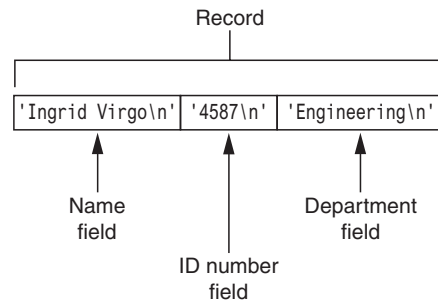 Record
'Ingrid Virgo\n' '4587\n' 'Engineering\n'
Name
field
Department
field
ID number
field